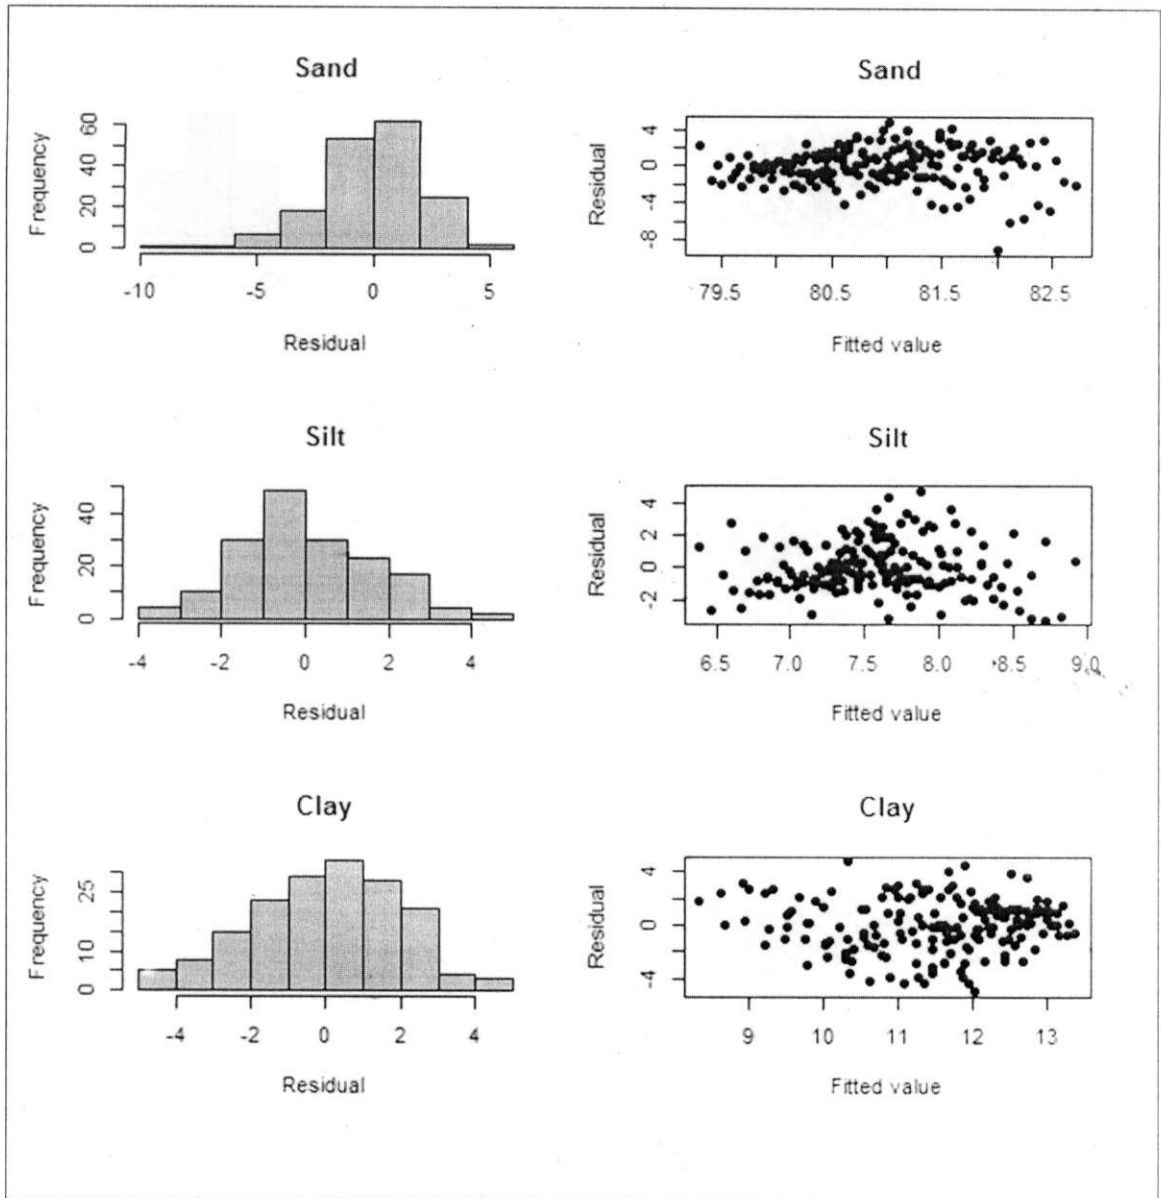 Sand
Frequency
0 20 40 60
-10 -5 0 5
Residual
Sand
Residual
-8 -4 0 4
79.5 80.5 81.5 82.5
Fitted value
Silt
Frequency
0 20 40
-4 -2 0 2 4
Residual
Silt
Residual
-2 0 2 4
6.5 7.0 7.5 8.0 8.5 9.0
Fitted value
Clay
Frequency
0 10 25
-4 -2 0 2 4
Residual
Clay
Residual
-4 0 4
9 10 11 12 13
Fitted value